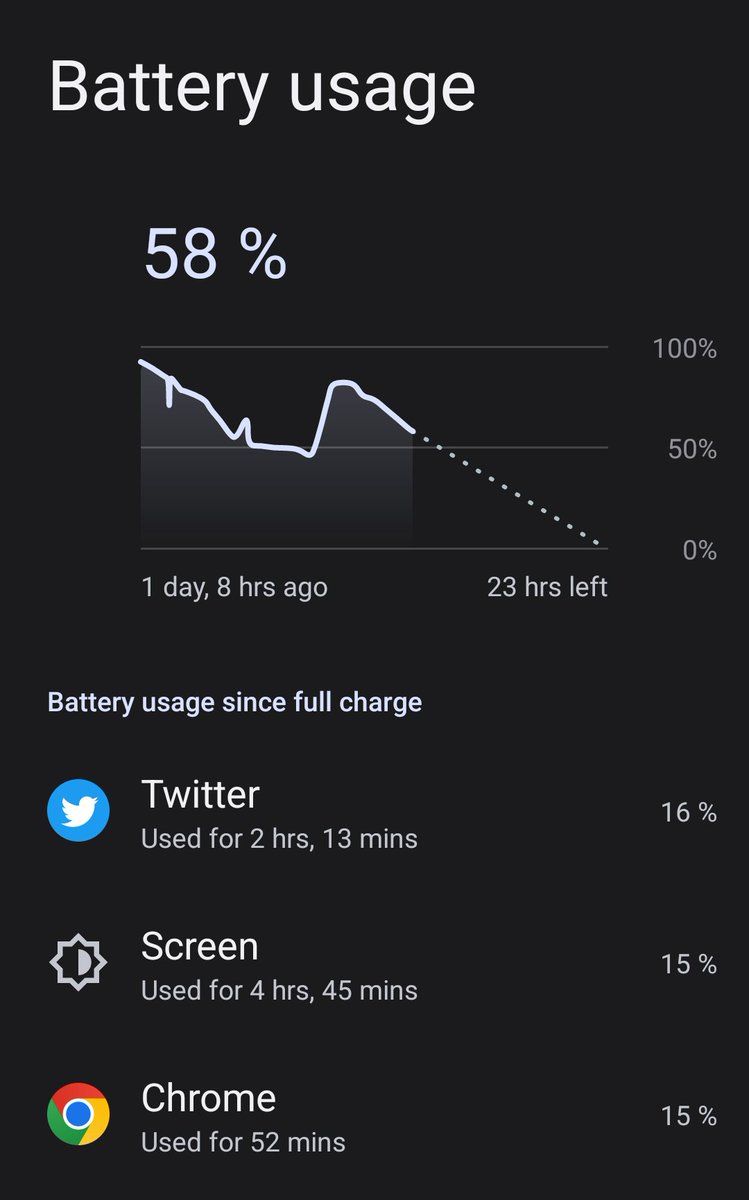 Battery usage
58 %
100%
50%
0%
1 day, 8 hrs ago 23 hrs left
Battery usage since full charge
Twitter
Used for 2 hrs, 13 mins
16 %
Screen
Used for 4 hrs, 45 mins
15 %
Chrome
Used for 52 mins
15 %